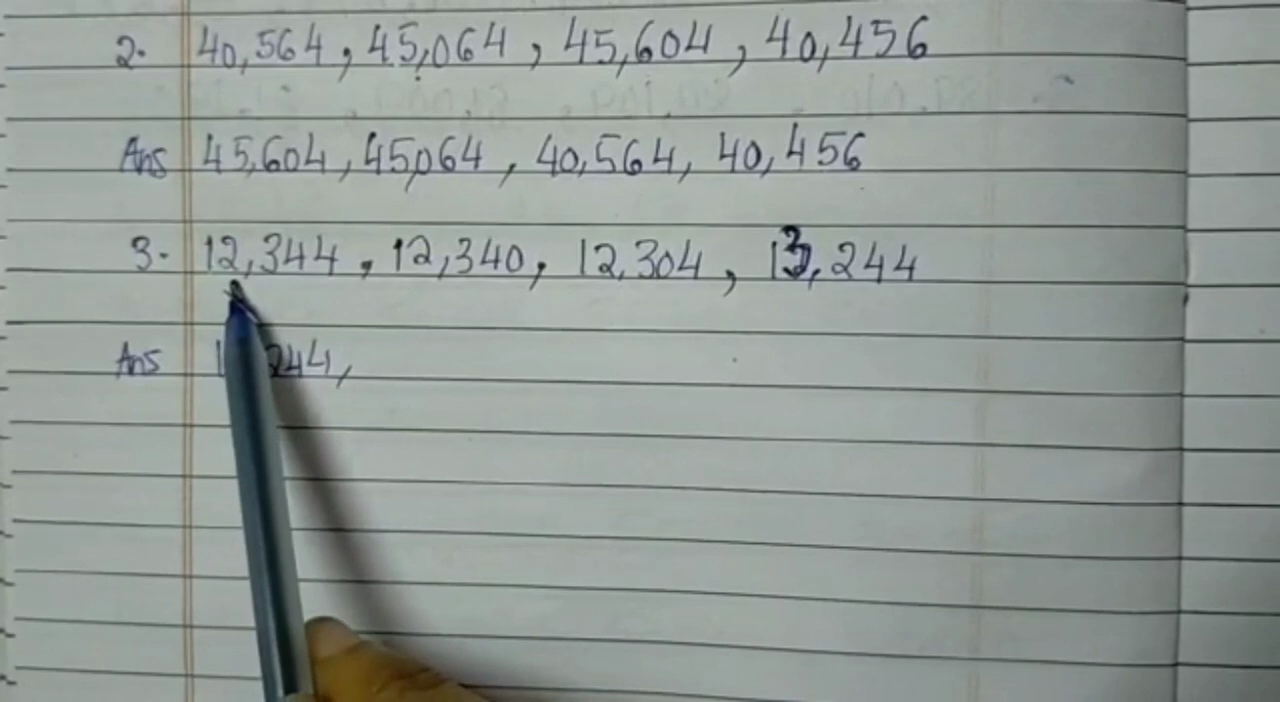 2. 40,564, 45,064, 45,604, 40,456
Ans 45,604, 45,064, 40,564, 40,456
3. 12,344, 12,340, 12,304, 13,244
Ans 244,